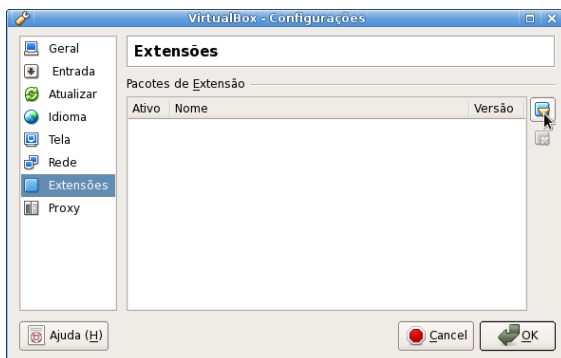 VirtualBox - Configurações
Geral
Entrada
Atualizar
Idioma
Tela
Rede
Extensões
Proxy
Extensões
Pacotes de Extensão
Ativo Nome Versão
Ajuda (H)
Cancel
OK